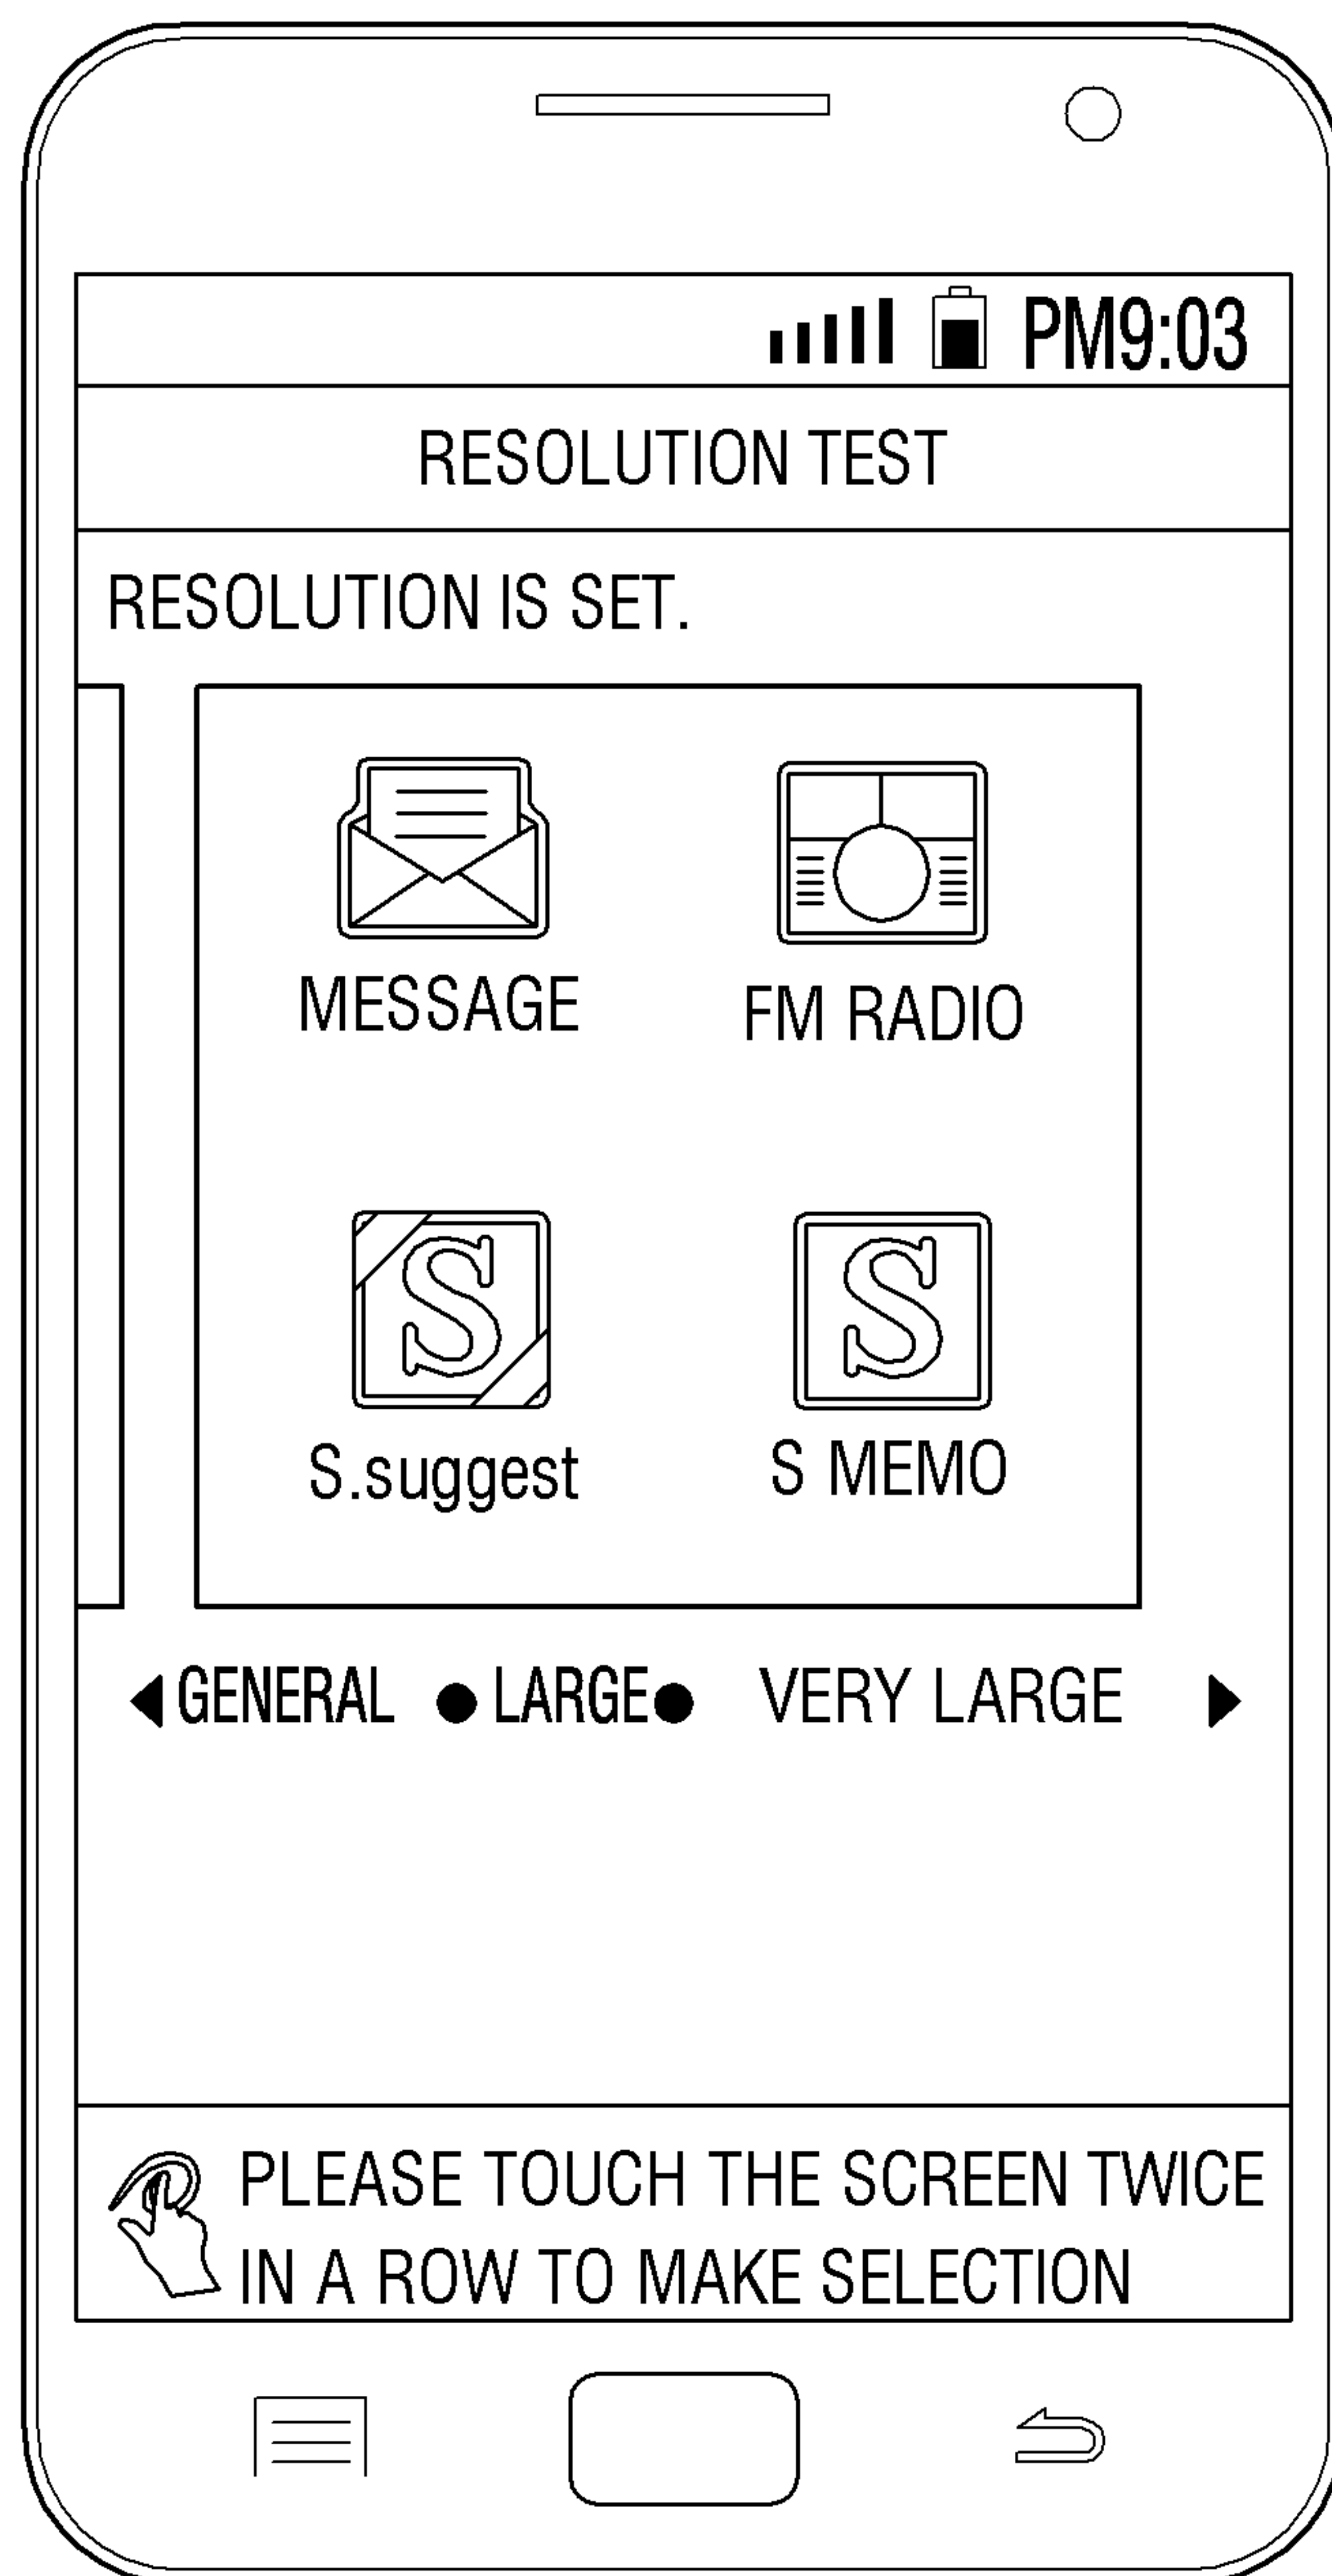 PM9:03
RESOLUTION TEST
RESOLUTION IS SET.
MESSAGE FM RADIO
S S
S.suggest S MEMO
GENERAL LARGE VERY LARGE
PLEASE TOUCH THE SCREEN TWICE
IN A ROW TO MAKE SELECTION